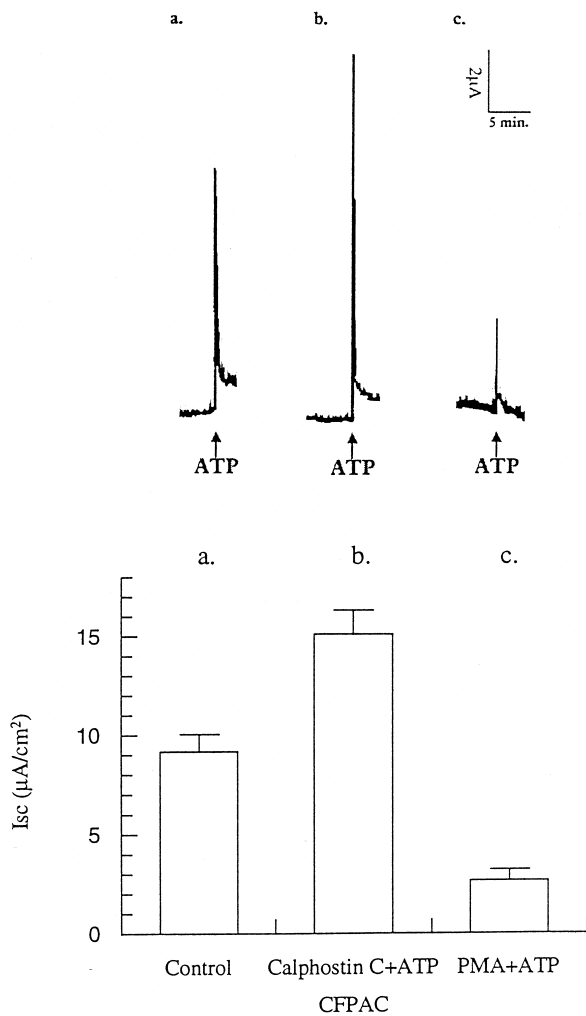 a. b. c.
2μA
5 min.
ATP ATP ATP
a. b. c.
15
10
5
0
Isc (μA/cm²)
Control Calphostin C+ATP PMA+ATP
CFPAC